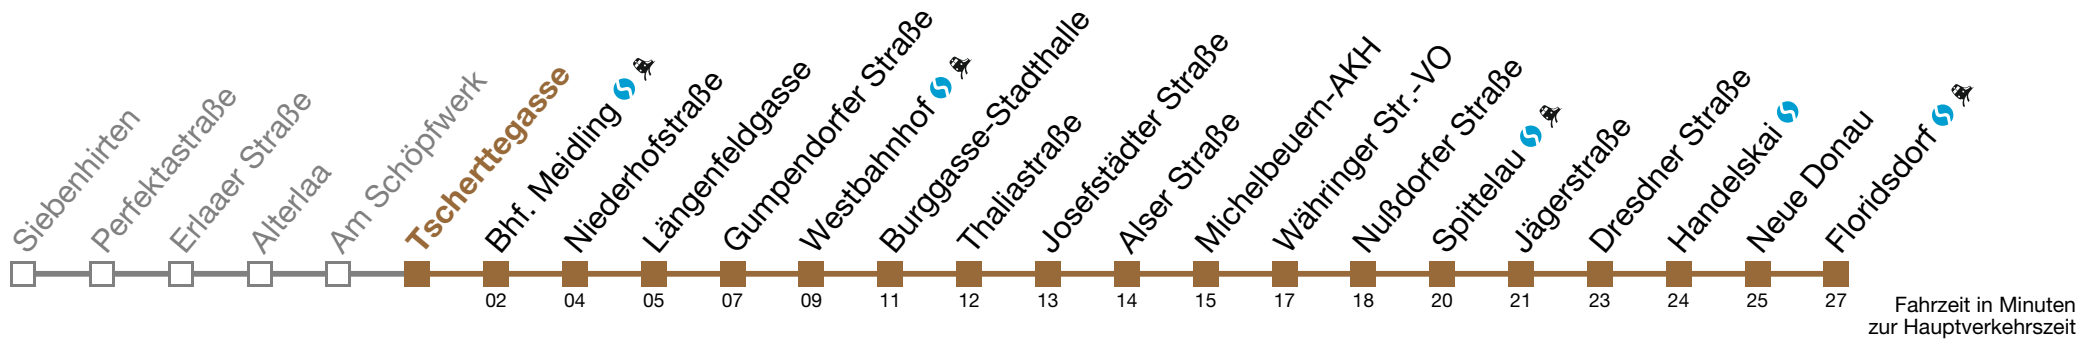 Siebenhirten
Perfektastraße
Erlaaer Straße
Alterlaa
Am Schöpfwerk
Tscherttegasse
Bhf. Meidling
Niederhofstraße
Längenfeldgasse
Gumpendorfer Straße
Westbahnhof
Burggasse-Stadthalle
Thaliastraße
Josefstädter Straße
Alser Straße
Michelbeuern-AKH
Währinger Str.-VO
Nußdorfer Straße
Spittelau
Jägerstraße
Dresdner Straße
Handelskai
Neue Donau
Floridsdorf
02 04 05 07 09 11 12 13 14 15 17 18 20 21 23 24 25 27
Fahrzeit in Minuten
zur Hauptverkehrszeit